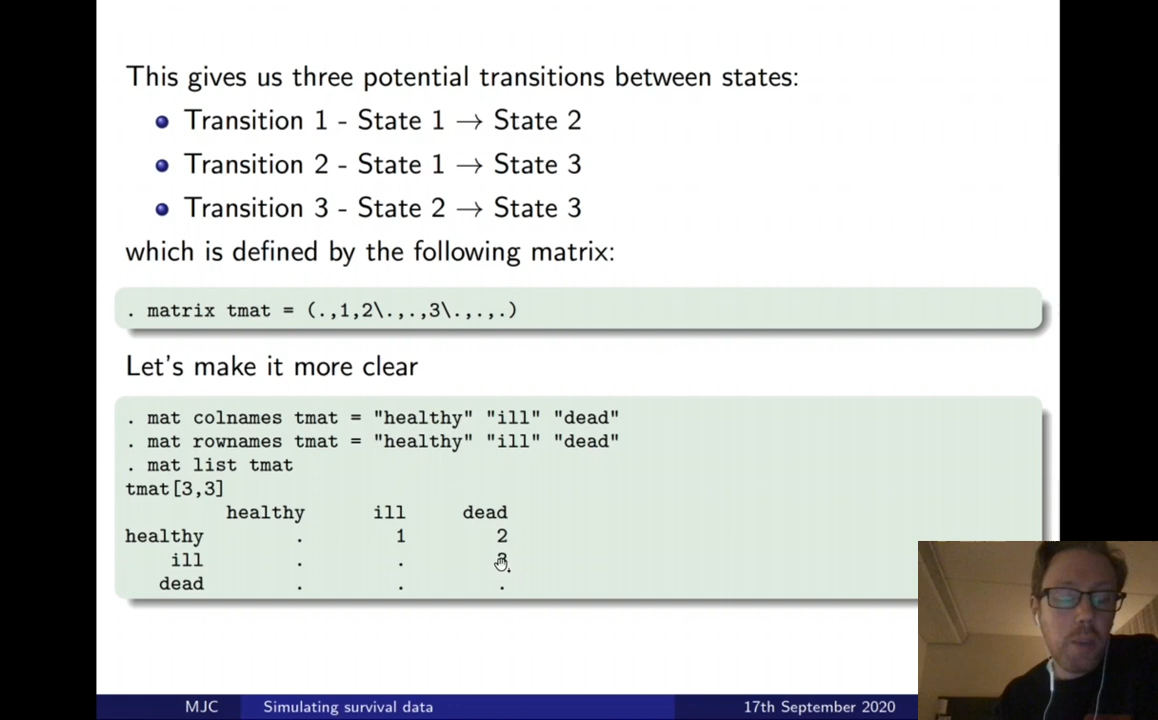 This gives us three potential transitions between states:
Transition 1 - State 1 → State 2
Transition 2 - State 1 → State 3
Transition 3 - State 2 → State 3
which is defined by the following matrix:
. matrix tmat = (.,1,2\.,.,3\.,.,.)
Let's make it more clear
. mat colnames tmat = "healthy" "ill" "dead"
. mat rownames tmat = "healthy" "ill" "dead"
. mat list tmat
tmat[3,3]
healthy ill dead
healthy . 1 2
ill . . 3
dead . . .
MJC Simulating survival data 17th September 2020